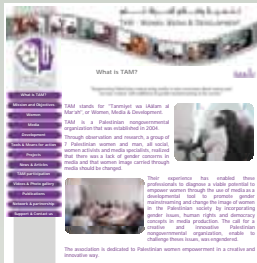 TAM - Women Media & DEVELOPMENT
What is TAM?
What is TAM?
Mission and Objectives
Women
Media
Development
Tools & Means for action
Projects
News & Articles
TAM participation
Videos & Photo gallery
Publications
Network & partnership
Support & Contact us
TAM stands for "Tanmiyet wa IAalam al
Mar'ah", or Women, Media & Development.
TAM is a Palestinian nongovernmental
organization that was established in 2004.
Through observation and research, a group of
7 Palestinian women and man, all social,
women activists and media specialists, realized
that there was a lack of gender concerns in
media and that women image carried through
media should be changed.
Their experience has enabled these
professionals to diagnose a viable potential to
empower women through the use of media as a
developmental tool to promote gender
mainstreaming and change the image of women
in the Palestinian society by incorporating
gender issues, human rights and democracy
concepts in media production. The call for a
creative and innovative Palestinian
nongovernmental organization, enable to
challenge these issues, was engendered.
The association is dedicated to Palestinian women empowerment in a creative and
innovative way.